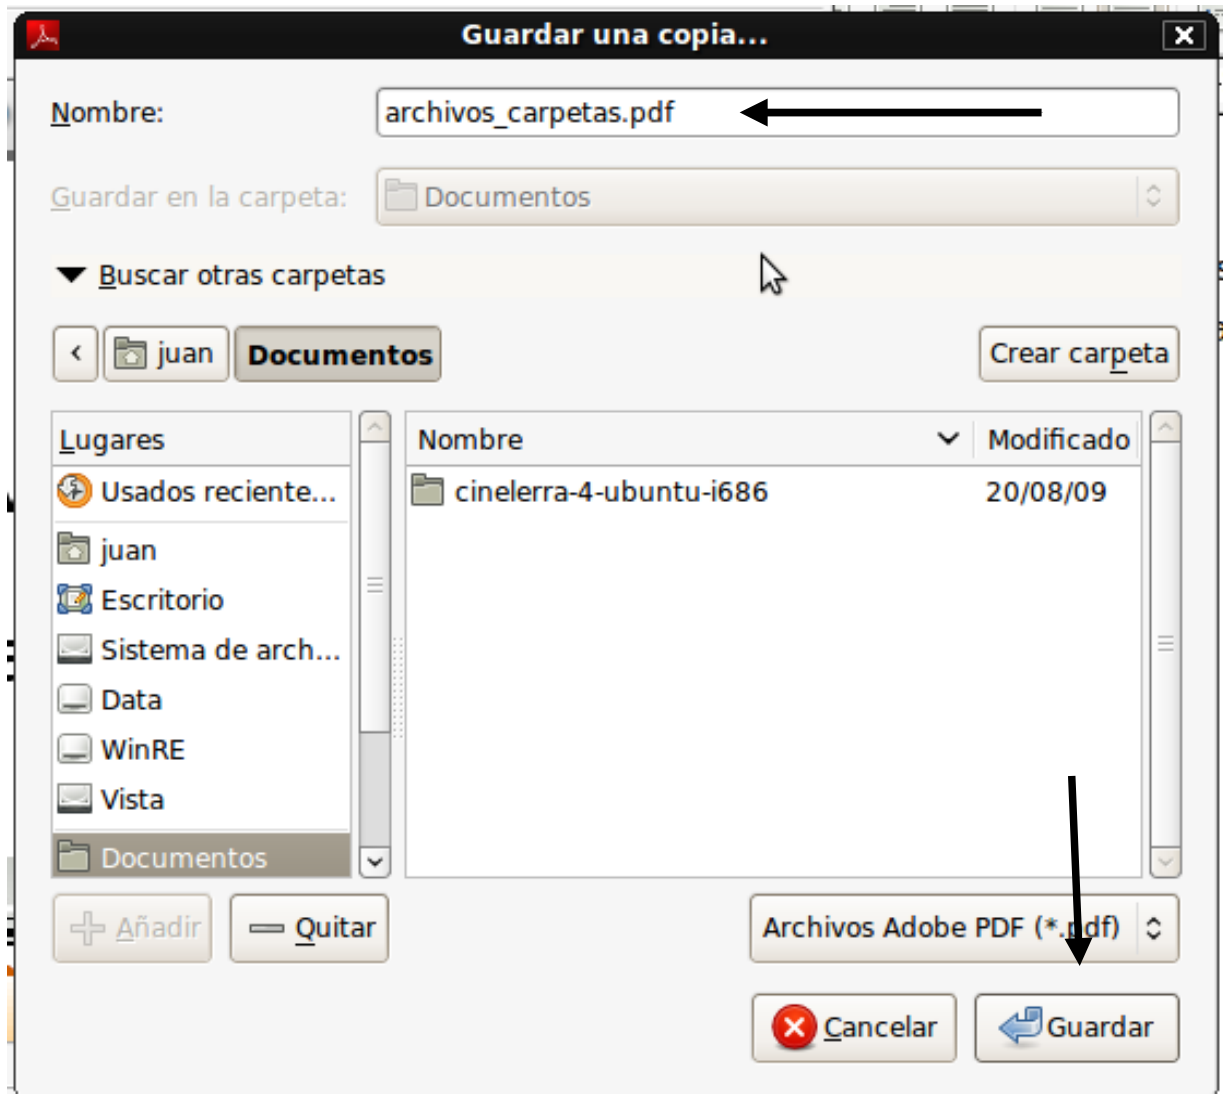 Guardar una copia...
Nombre: archivos_carpetas.pdf
Guardar en la carpeta: Documentos
Buscar otras carpetas
juan Documentos Crear carpeta
Lugares
Usados reciente...
juan
Escritorio
Sistema de arch...
Data
WinRE
Vista
Documentos
Nombre Modificado
cinelerra-4-ubuntu-i686 20/08/09
Añadir Quitar Archivos Adobe PDF (*.pdf)
Cancelar Guardar